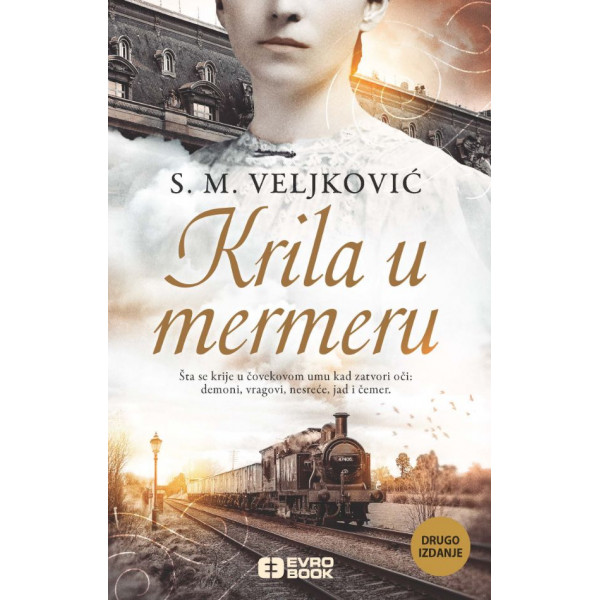 S. M. VELJKOVIĆ
Krila u
mermeru
Šta se krije u čovekovom umu kad zatvori oči:
demoni, vragovi, nesreće, jad i čemer.
47406
DRUGO
IZDANJE
EVRO
BOOK